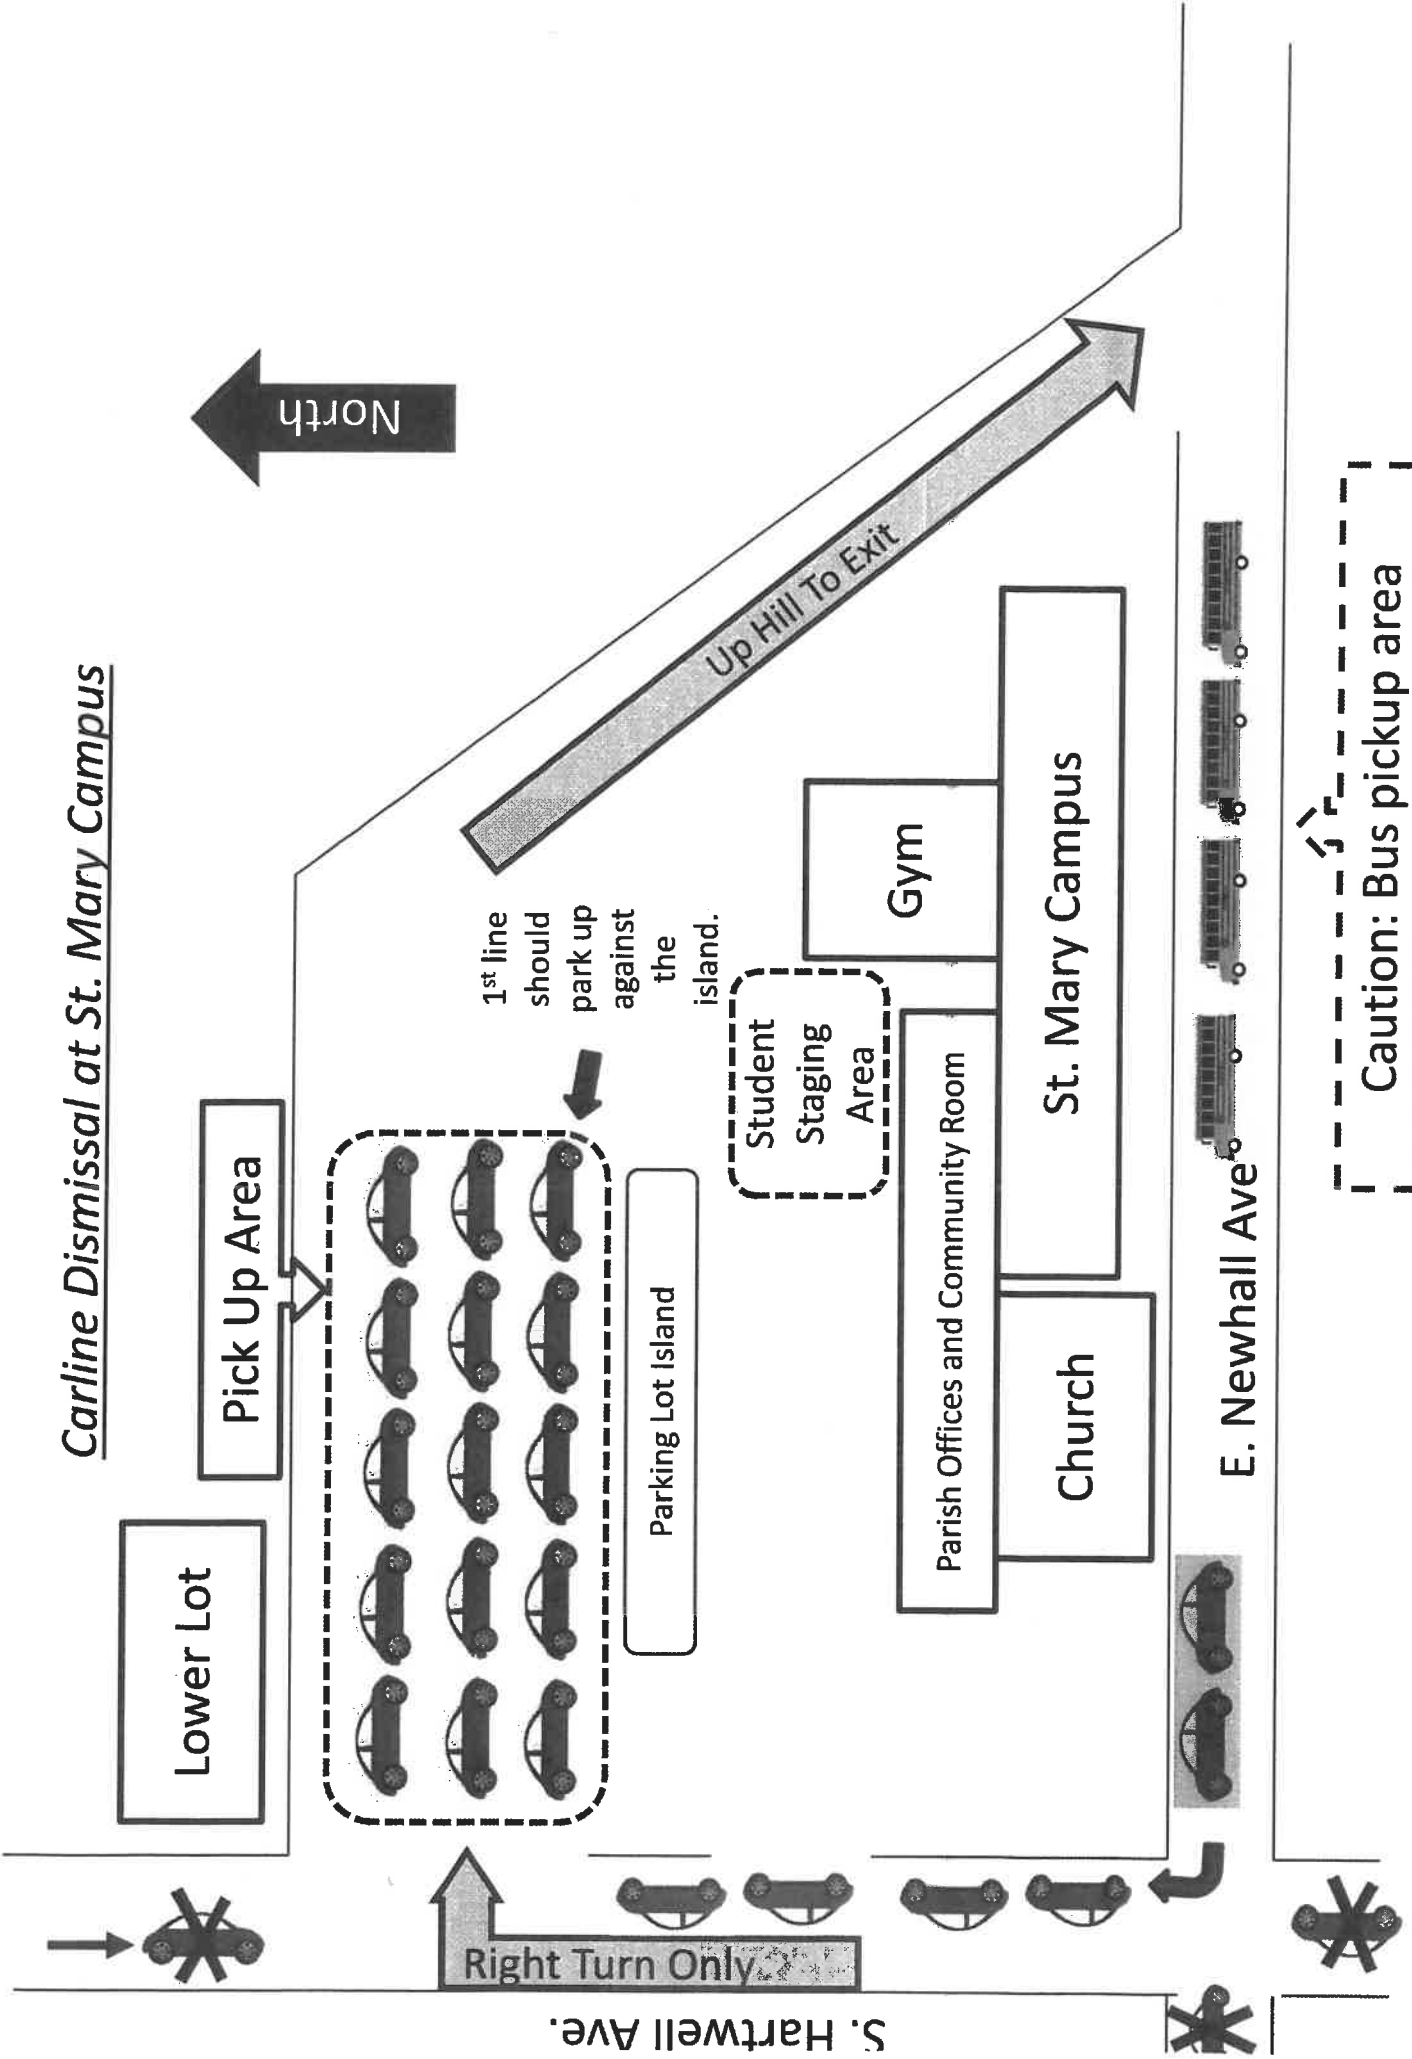 Carline Dismissal at St. Mary Campus
North
Lower Lot
Pick Up Area
1st line
should
park up
against
the
island.
Up Hill To Exit
Parking Lot Island
Student
Staging
Area
Gym
Parish Offices and Community Room
St. Mary Campus
Church
Right Turn Only
S. Hartwell Ave.
E. Newhall Ave
Caution: Bus pickup area